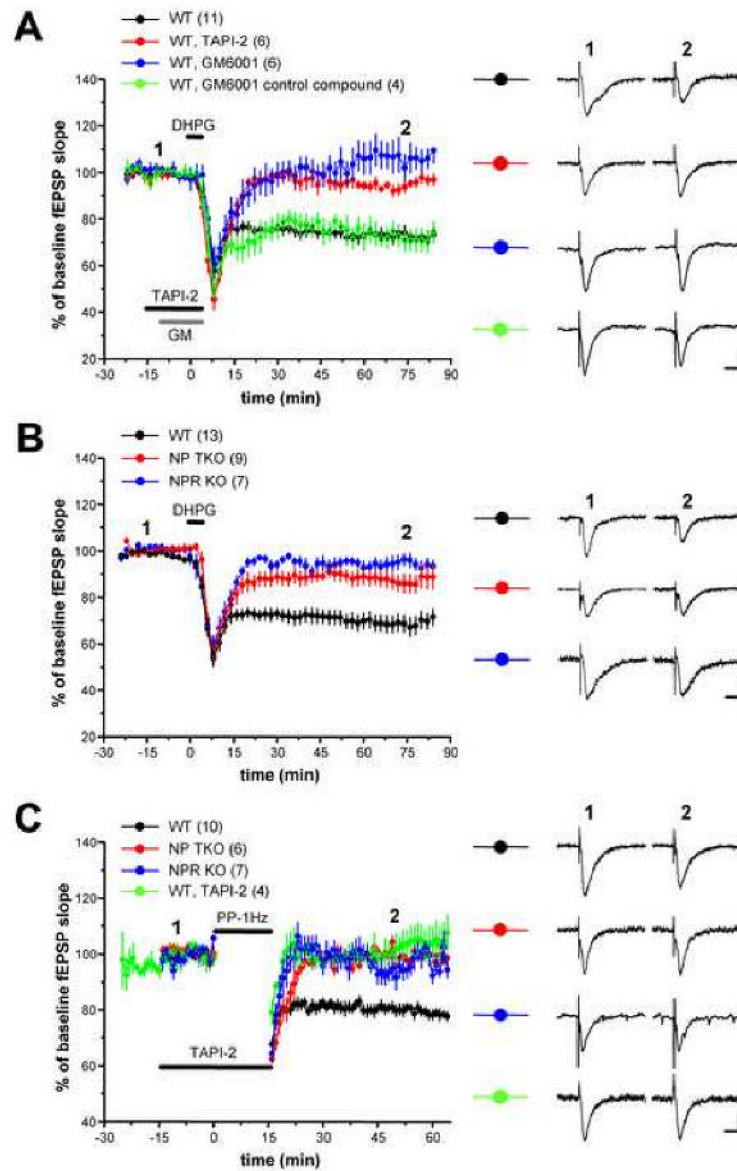 A
WT (11)
WT, TAPI-2 (6)
WT, GM6001 (6)
WT, GM6001 control compound (4)
% of baseline fEPSP slope
140
120
100
80
60
40
20
DHPG
1
2
TAPI-2
GM
-30 -15 0 15 30 45 60 75 90
time (min)
1 2
B
WT (13)
NP TKO (9)
NPR KO (7)
% of baseline fEPSP slope
140
120
100
80
60
40
20
DHPG
1
2
-30 -15 0 15 30 45 60 75 90
time (min)
1 2
C
WT (10)
NP TKO (6)
NPR KO (7)
WT, TAPI-2 (4)
% of baseline fEPSP slope
140
120
100
80
60
40
PP-1Hz
1
2
TAPI-2
-30 -15 0 15 30 45 60
time (min)
1 2